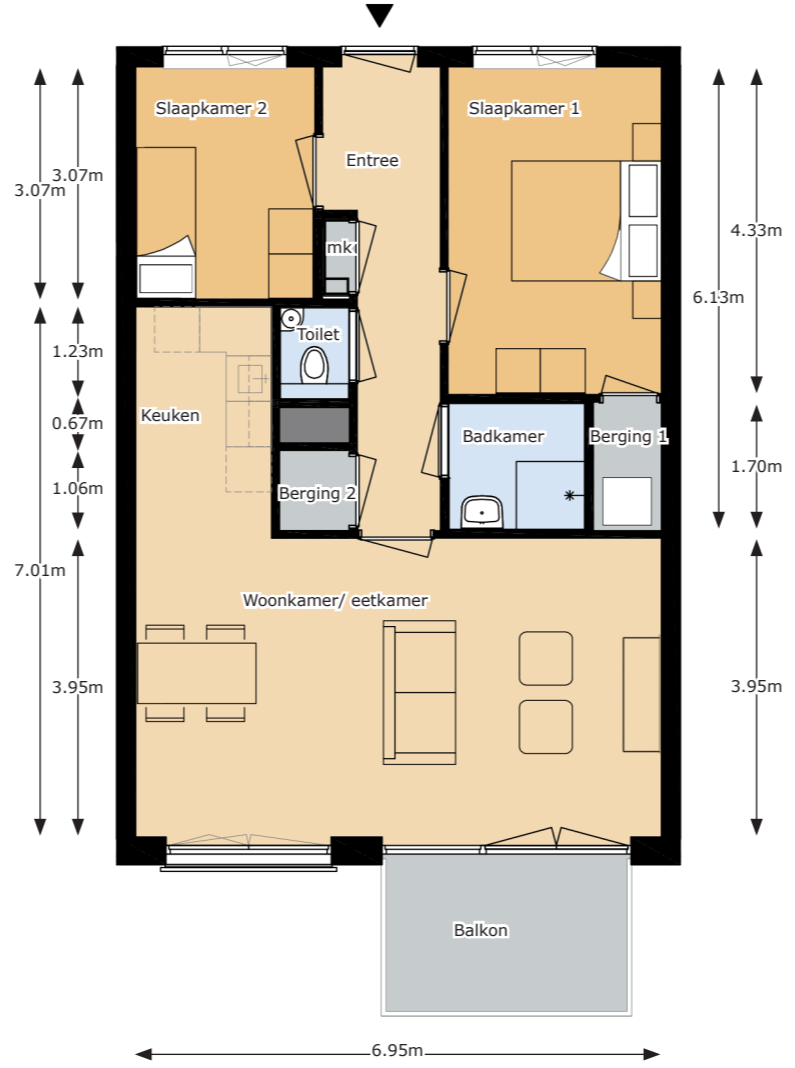 Slaapkamer 2
Slaapkamer 1
Entree
3.07m
3.07m
4.33m
mk
6.13m
Toilet
1.23m
Keuken
0.67m
Badkamer
Berging 1
1.70m
1.06m
Berging 2
7.01m
Woonkamer/ eetkamer
3.95m
3.95m
Balkon
6.95m